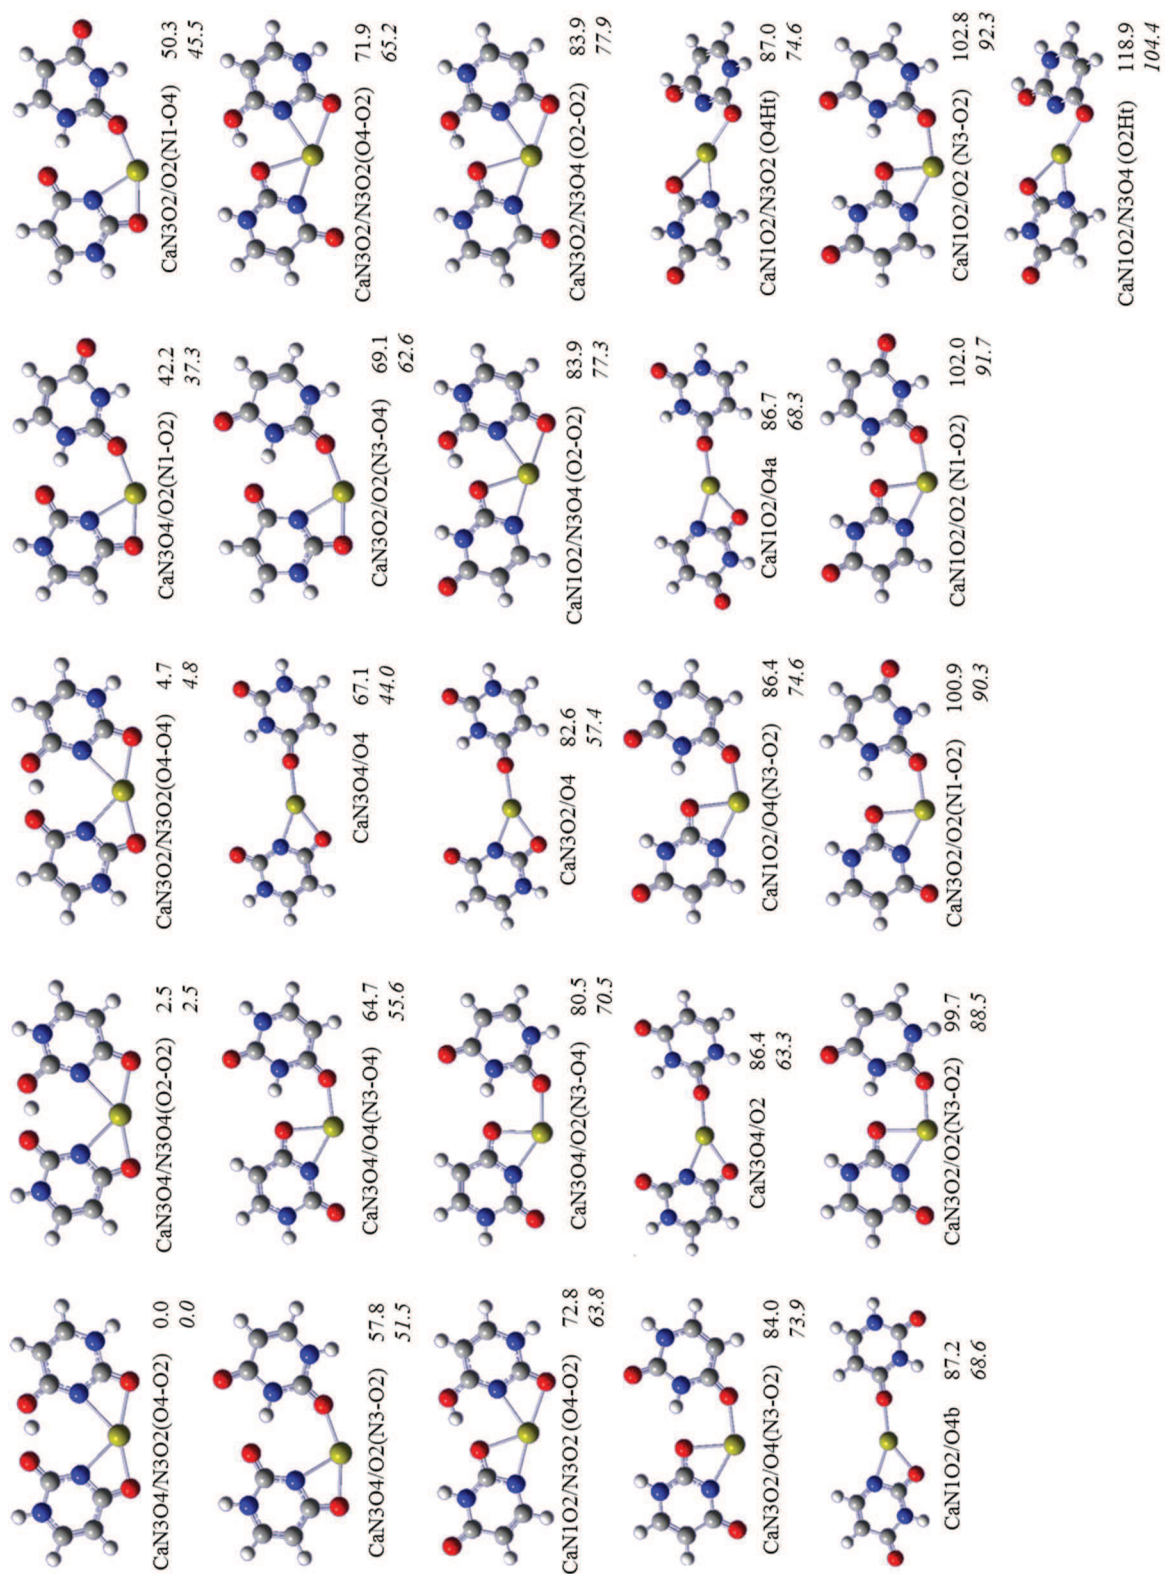 CaN3O4/N3O2(O4-O2) 0.0
0.0
CaN3O4/N3O4(O2-O2) 2.5
2.5
CaN3O2/N3O2(O4-O4) 4.7
4.8
CaN3O4/O2(N1-O2) 42.2
37.3
CaN3O2/O2(N1-O4) 50.3
45.5
CaN3O4/O2(N3-O2) 57.8
51.5
CaN3O4/O4(N3-O4) 64.7
55.6
CaN3O4/O4 67.1
44.0
CaN3O2/O2(N3-O4) 69.1
62.6
CaN3O2/N3O2(O4-O2) 71.9
65.2
CaN1O2/N3O2 (O4-O2) 72.8
63.8
CaN3O4/O2(N3-O4) 80.5
70.5
CaN3O2/O4 82.6
57.4
CaN1O2/N3O4 (O2-O2) 83.9
77.3
CaN3O2/N3O4 (O2-O2) 83.9
77.9
CaN3O2/O4(N3-O2) 84.0
73.9
CaN3O4/O2 86.4
63.3
CaN1O2/O4(N3-O2) 86.4
74.6
CaN1O2/O4a 86.7
68.3
CaN1O2/N3O2 (O4Ht) 87.0
74.6
CaN1O2/O4b 87.2
68.6
CaN3O2/O2(N3-O2) 99.7
88.5
CaN3O2/O2(N1-O2) 100.9
90.3
CaN1O2/O2 (N1-O2) 102.0
91.7
CaN1O2/O2 (N3-O2) 102.8
92.3
CaN1O2/N3O4 (O2Ht) 118.9
104.4